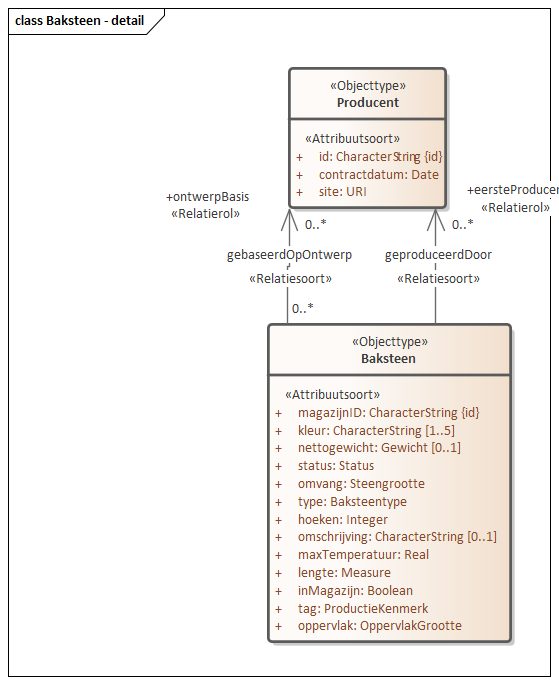 class Baksteen - detail
«Objecttype»
Producent
«Attribuutsoort»
+ id: CharacterString {id}
+ contractdatum: Date
+ site: URI
+ontwerpBasis
«Relatierol»
0..*
+eersteProducen
«Relatierol»
0..*
gebaseerdOpOntwerp
«Relatiesoort»
0..*
geproduceerdDoor
«Relatiesoort»
«Objecttype»
Baksteen
«Attribuutsoort»
+ magazijnID: CharacterString {id}
+ kleur: CharacterString [1..5]
+ nettogewicht: Gewicht [0..1]
+ status: Status
+ omvang: Steengrootte
+ type: Baksteentype
+ hoeken: Integer
+ omschrijving: CharacterString [0..1]
+ maxTemperatuur: Real
+ lengte: Measure
+ inMagazijn: Boolean
+ tag: ProductieKenmerk
+ oppervlak: OppervlakGrootte